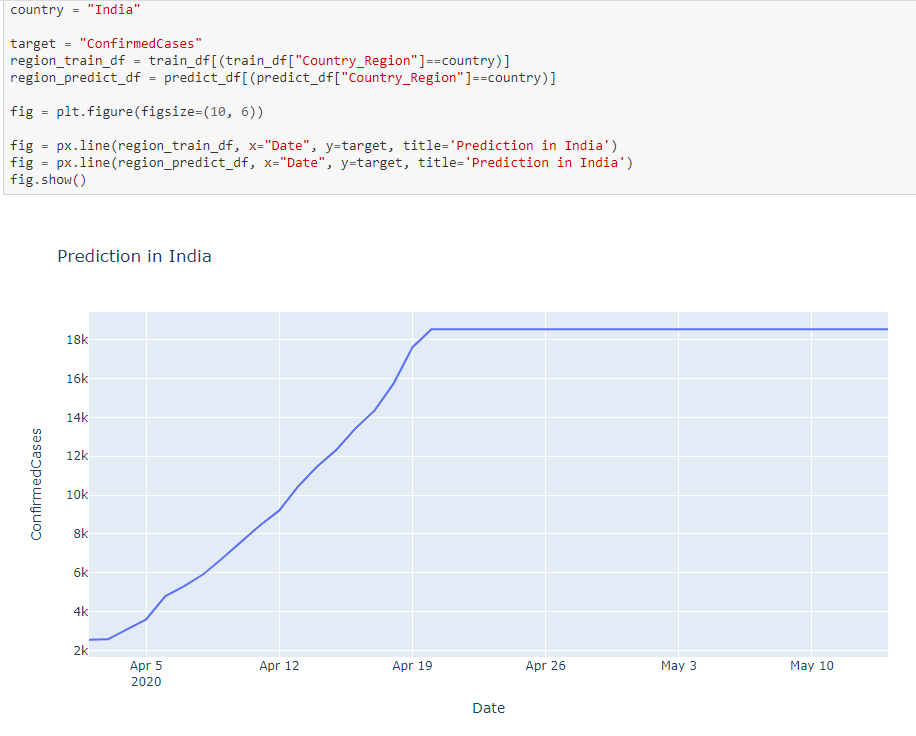 country = "India"
target = "ConfirmedCases"
region_train_df = train_df[(train_df["Country_Region"]==country)]
region_predict_df = predict_df[(predict_df["Country_Region"]==country)]
fig = plt.figure(figsize=(10, 6))
fig = px.line(region_train_df, x="Date", y=target, title='Prediction in India')
fig = px.line(region_predict_df, x="Date", y=target, title='Prediction in India')
fig.show()
Prediction in India
18k
16k
14k
12k
10k
8k
6k
4k
2k
ConfirmedCases
Apr 5 Apr 12 Apr 19 Apr 26 May 3 May 10
2020
Date